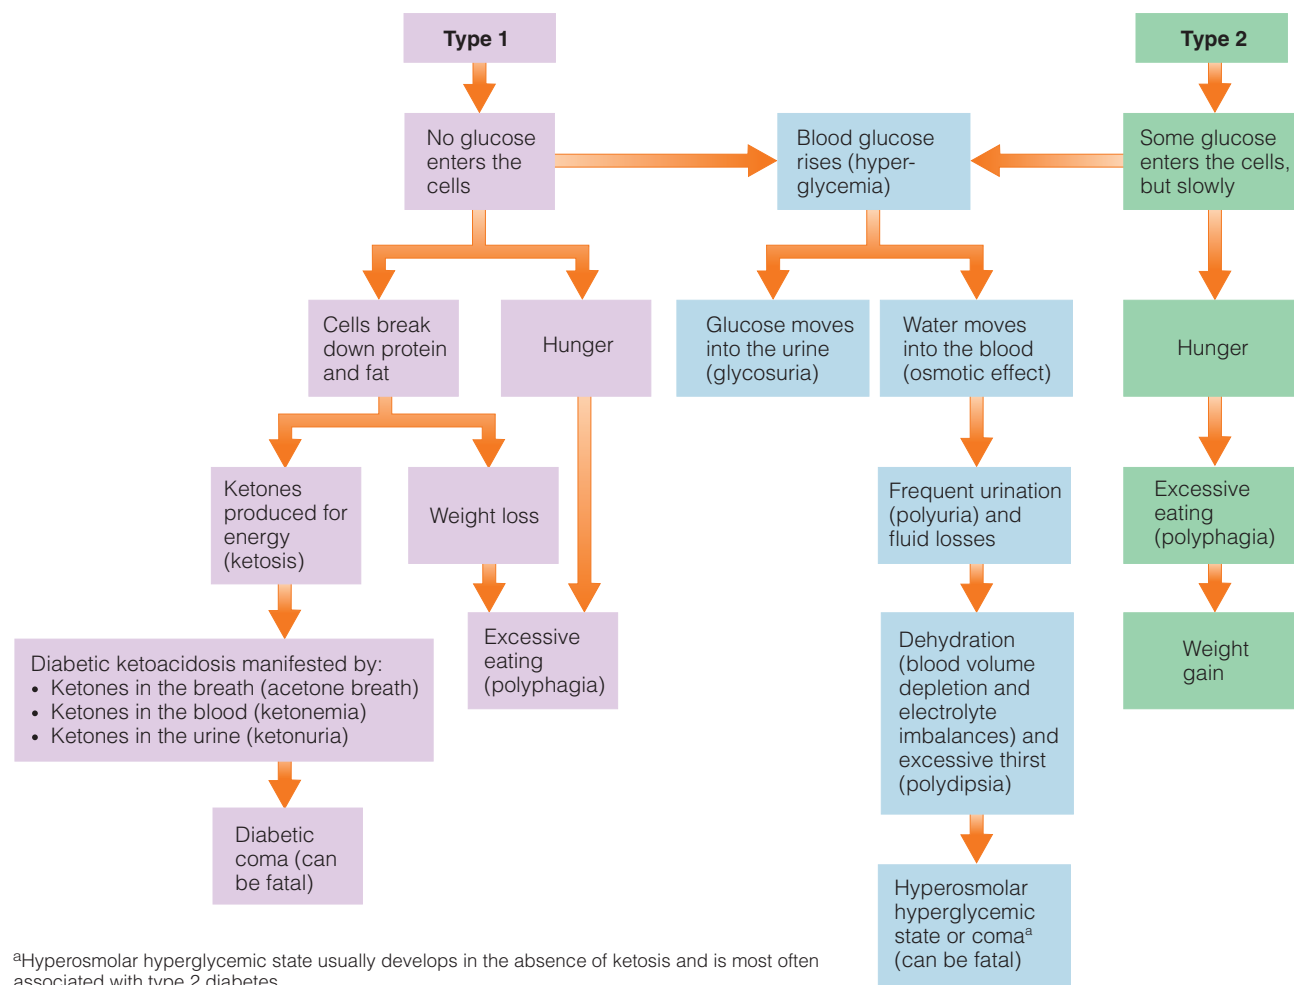 Type 1
Type 2
No glucose
enters the
cells
Blood glucose
rises (hyper-
glycemia)
Some glucose
enters the cells,
but slowly
Cells break
down protein
and fat
Hunger
Glucose moves
into the urine
(glycosuria)
Water moves
into the blood
(osmotic effect)
Hunger
Ketones
produced for
energy
(ketosis)
Weight loss
Frequent urination
(polyuria) and
fluid losses
Excessive
eating
(polyphagia)
Diabetic ketoacidosis manifested by:
• Ketones in the breath (acetone breath)
• Ketones in the blood (ketonemia)
• Ketones in the urine (ketonuria)
Excessive
eating
(polyphagia)
Dehydration
(blood volume
depletion and
electrolyte
imbalances) and
excessive thirst
(polydipsia)
Weight
gain
Diabetic
coma (can
be fatal)
Hyperosmolar
hyperglycemic
state or comaᵃ
(can be fatal)
ᵃHyperosmolar hyperglycemic state usually develops in the absence of ketosis and is most often
associated with type 2 diabetes